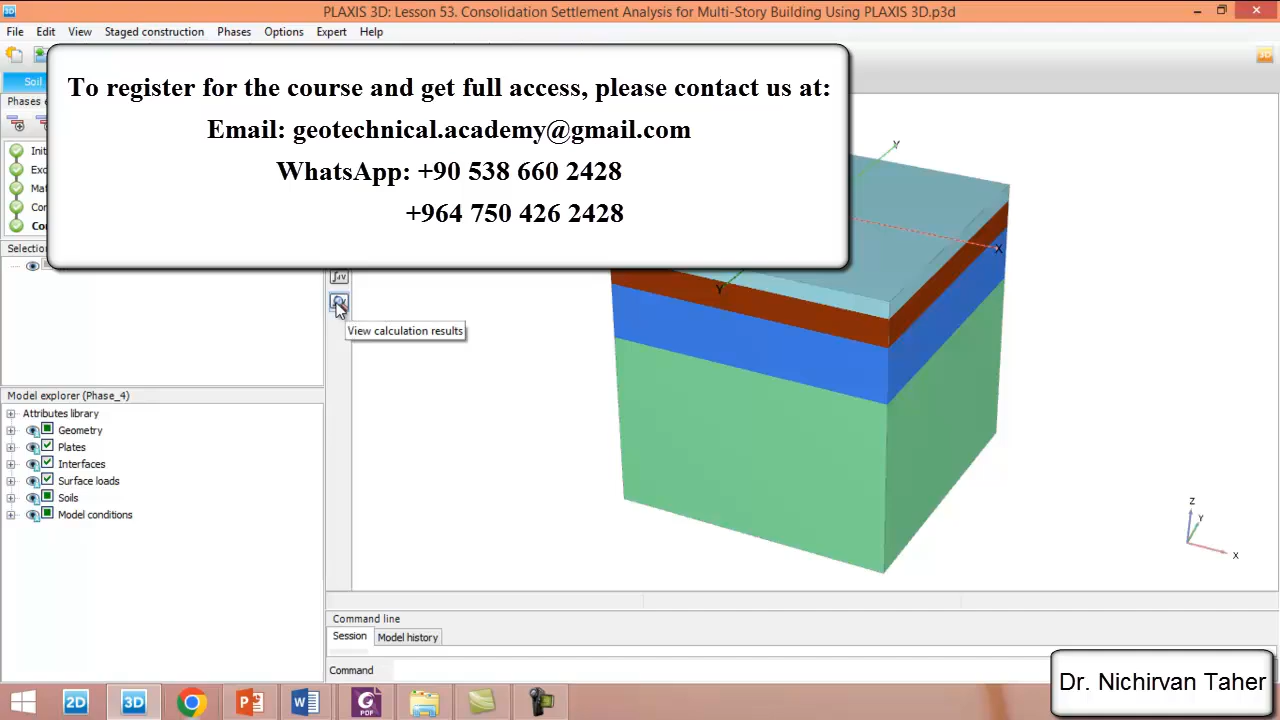 PLAXIS 3D: Lesson 53. Consolidation Settlement Analysis for Multi-Story Building Using PLAXIS 3D.p3d
File Edit View Staged construction Phases Options Expert Help
To register for the course and get full access, please contact us at:
Email: geotechnical.academy@gmail.com
WhatsApp: +90 538 660 2428
+964 750 426 2428
Soil
Phases
View calculation results
Y
X
Y
Model explorer (Phase_4)
Attributes library
Geometry
Plates
Interfaces
Surface loads
Soils
Model conditions
Z
Y
X
Command line
Session Model history
Command
Dr. Nichirvan Taher
2D 3D PDF